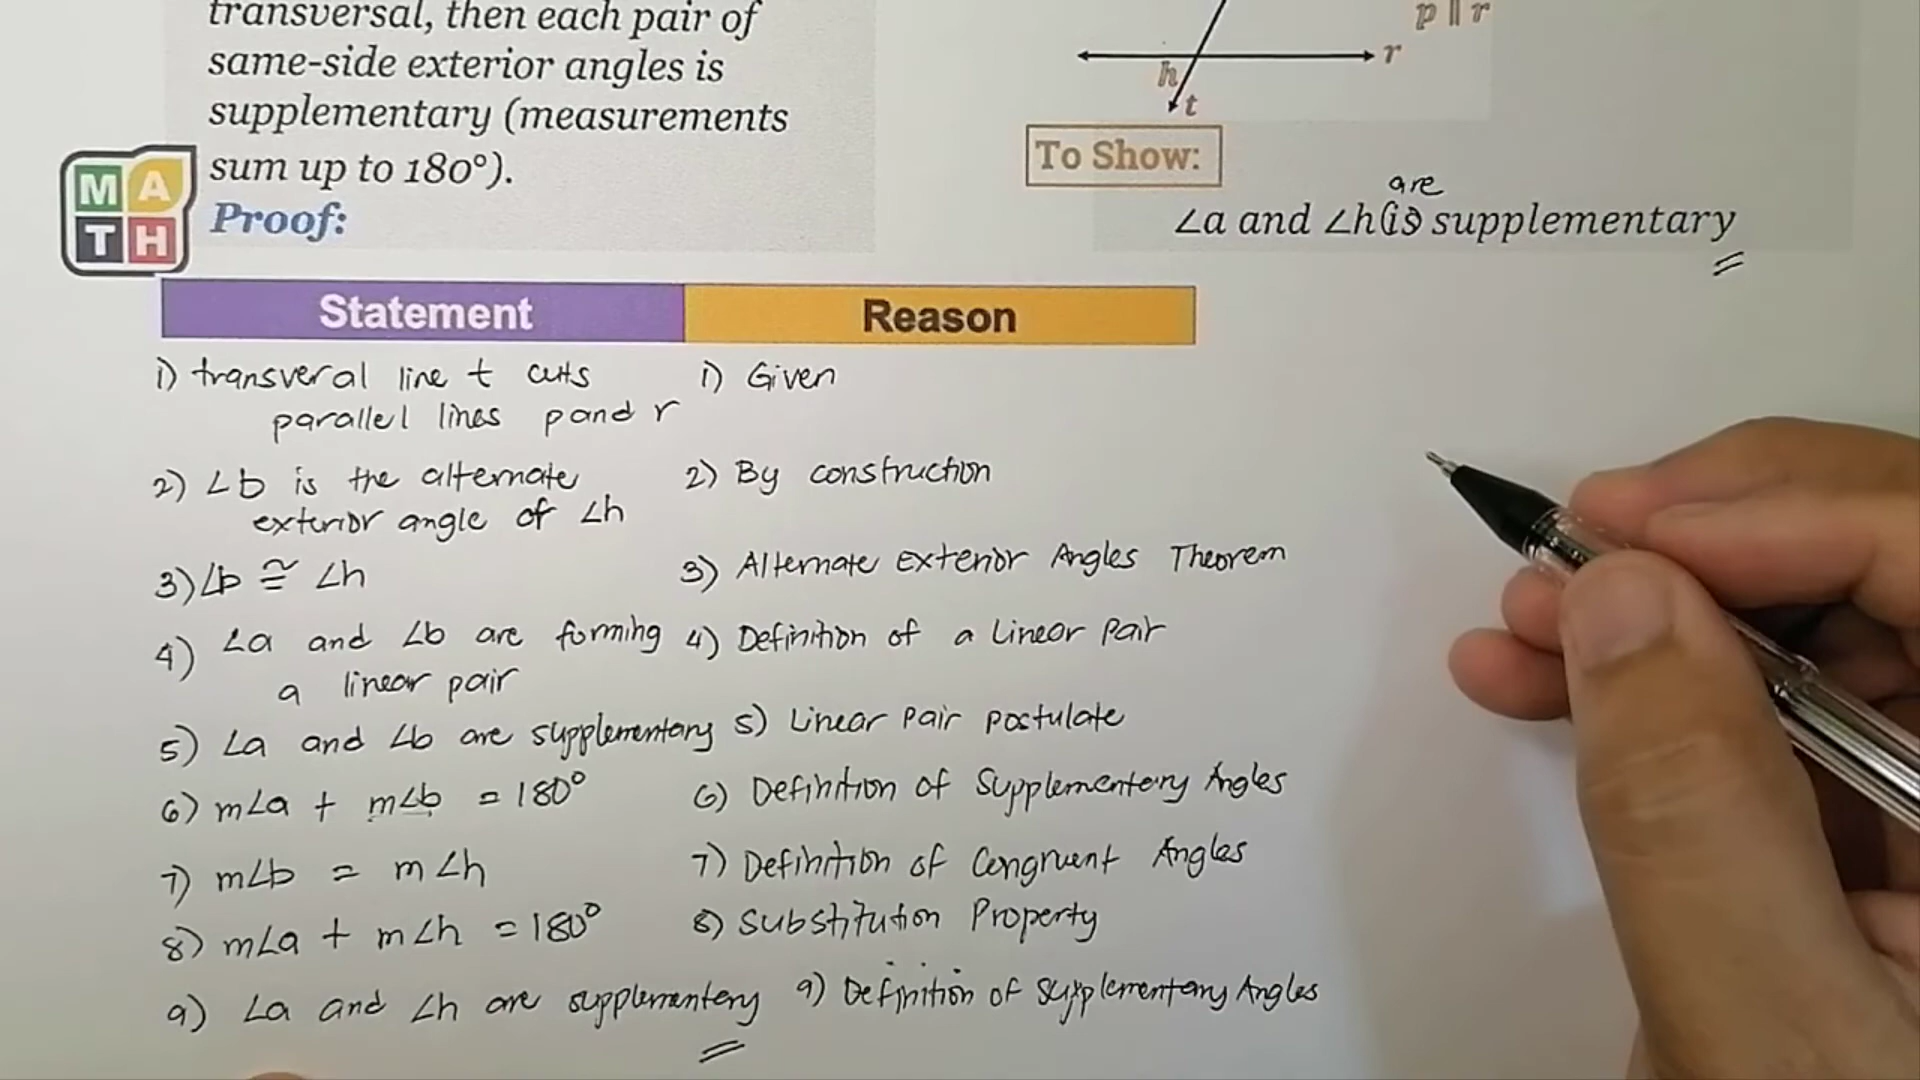 transversal, then each pair of
same-side exterior angles is
supplementary (measurements
sum up to 180°).
Proof:
MATH
p || r
r
h
t
To Show:
are
∠a and ∠h (is) supplementary
Statement Reason
1) transveral line t cuts
parallel lines p and r
1) Given
2) ∠b is the alternate
exterior angle of ∠h
2) By construction
3) ∠b ≅ ∠h
3) Alternate Exterior Angles Theorem
4) ∠a and ∠b are forming
a linear pair
4) Definition of a Linear Pair
5) ∠a and ∠b are supplementary
5) Linear Pair Postulate
6) m∠a + m∠b = 180°
6) Definition of Supplementary Angles
7) m∠b = m∠h
7) Definition of Congruent Angles
8) m∠a + m∠h = 180°
8) Substitution Property
9) ∠a and ∠h are supplementary
9) Definition of Supplementary Angles